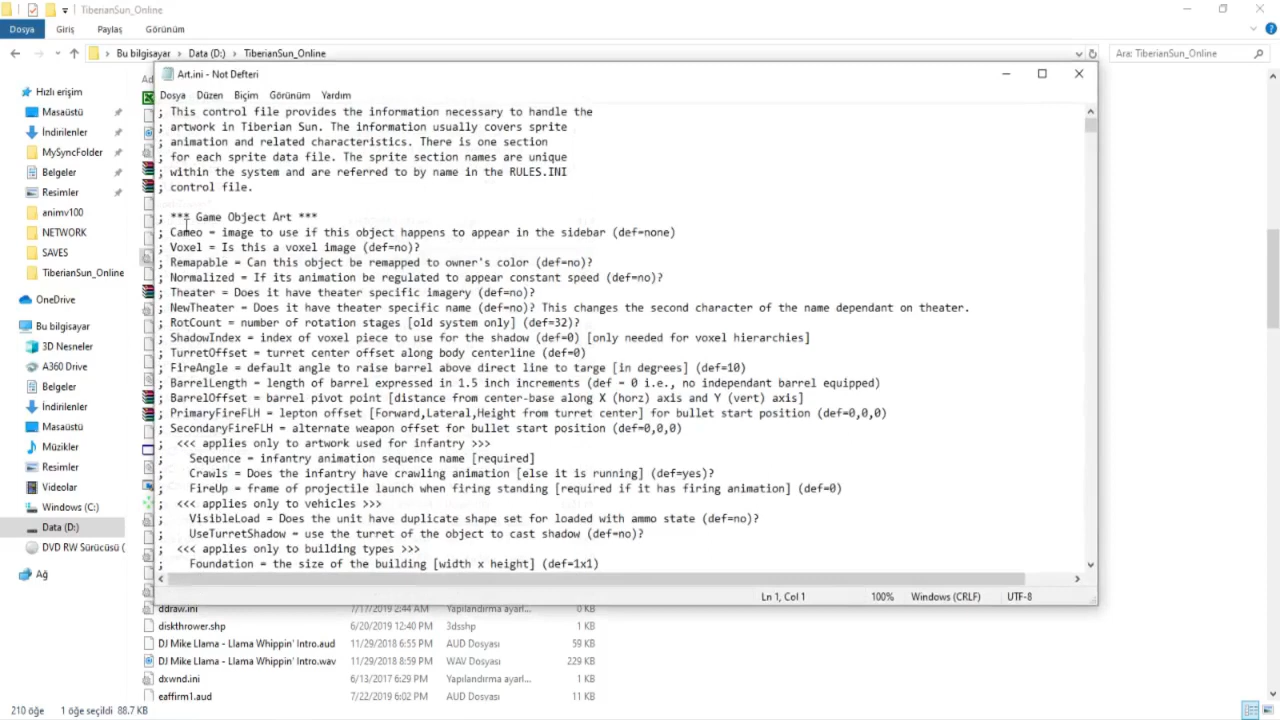 TiberianSun_Online
Dosya Giriş Paylaş Görünüm
Bu bilgisayar > Data (D:) > TiberianSun_Online
Ara: TiberianSun_Online
Hızlı erişim
Masaüstü
İndirilenler
MySyncFolder
Belgeler
Resimler
animv100
NETWORK
SAVES
TiberianSun_Online
OneDrive
Bu bilgisayar
3D Nesneler
A360 Drive
Belgeler
İndirilenler
Masaüstü
Müzikler
Resimler
Videolar
Windows (C:)
Data (D:)
DVD RW Sürücüsü (
Ağ
Ad
Art.ini - Not Defteri
Dosya Düzen Biçim Görünüm Yardım
; This control file provides the information necessary to handle the
; artwork in Tiberian Sun. The information usually covers sprite
; animation and related characteristics. There is one section
; for each sprite data file. The sprite section names are unique
; within the system and are referred to by name in the RULES.INI
; control file.
; *** Game Object Art ***
; Cameo = image to use if this object happens to appear in the sidebar (def=none)
; Voxel = Is this a voxel image (def=no)?
; Remapable = Can this object be remapped to owner's color (def=no)?
; Normalized = If its animation be regulated to appear constant speed (def=no)?
; Theater = Does it have theater specific imagery (def=no)?
; NewTheater = Does it have theater specific name (def=no)? This changes the second character of the name dependant on theater.
; RotCount = number of rotation stages [old system only] (def=32)?
; ShadowIndex = index of voxel piece to use for the shadow (def=0) [only needed for voxel hierarchies]
; TurretOffset = turret center offset along body centerline (def=0)
; FireAngle = default angle to raise barrel above direct line to targe [in degrees] (def=10)
; BarrelLength = length of barrel expressed in 1.5 inch increments (def = 0 i.e., no independant barrel equipped)
; BarrelOffset = barrel pivot point [distance from center-base along X (horz) axis and Y (vert) axis]
; PrimaryFireFLH = lepton offset [Forward,Lateral,Height from turret center] for bullet start position (def=0,0,0)
; SecondaryFireFLH = alternate weapon offset for bullet start position (def=0,0,0)
; <<< applies only to artwork used for infantry >>>
; Sequence = infantry animation sequence name [required]
; Crawls = Does the infantry have crawling animation [else it is running] (def=yes)?
; FireUp = frame of projectile launch when firing standing [required if it has firing animation] (def=0)
; <<< applies only to vehicles >>>
; VisibleLoad = Does the unit have duplicate shape set for loaded with ammo state (def=no)?
; UseTurretShadow = use the turret of the object to cast shadow (def=no)?
; <<< applies only to building types >>>
; Foundation = the size of the building [width x height] (def=1x1)
Ln 1, Col 1 100% Windows (CRLF) UTF-8
ddraw.ini 7/17/2019 2:44 AM Yapılandırma ayarl... 0 KB
diskthrower.shp 6/20/2019 12:40 PM 3dsshp 1 KB
DJ Mike Llama - Llama Whippin' Intro.aud 11/29/2018 6:55 PM AUD Dosyası 59 KB
DJ Mike Llama - Llama Whippin' Intro.wav 11/29/2018 8:59 PM WAV Dosyası 229 KB
dxwnd.ini 6/13/2017 6:29 PM Yapılandırma ayarl... 1 KB
eaffirm1.aud 7/22/2019 6:02 PM AUD Dosyası 11 KB
210 öğe 1 öğe seçildi 88.7 KB